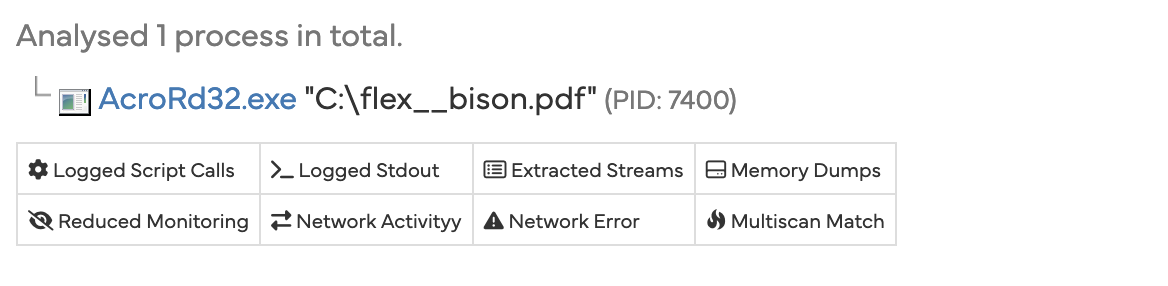 Analysed 1 process in total.
AcroRd32.exe "C:\flex__bison.pdf" (PID: 7400)
Logged Script Calls Logged Stdout Extracted Streams Memory Dumps
Reduced Monitoring Network Activityy Network Error Multiscan Match